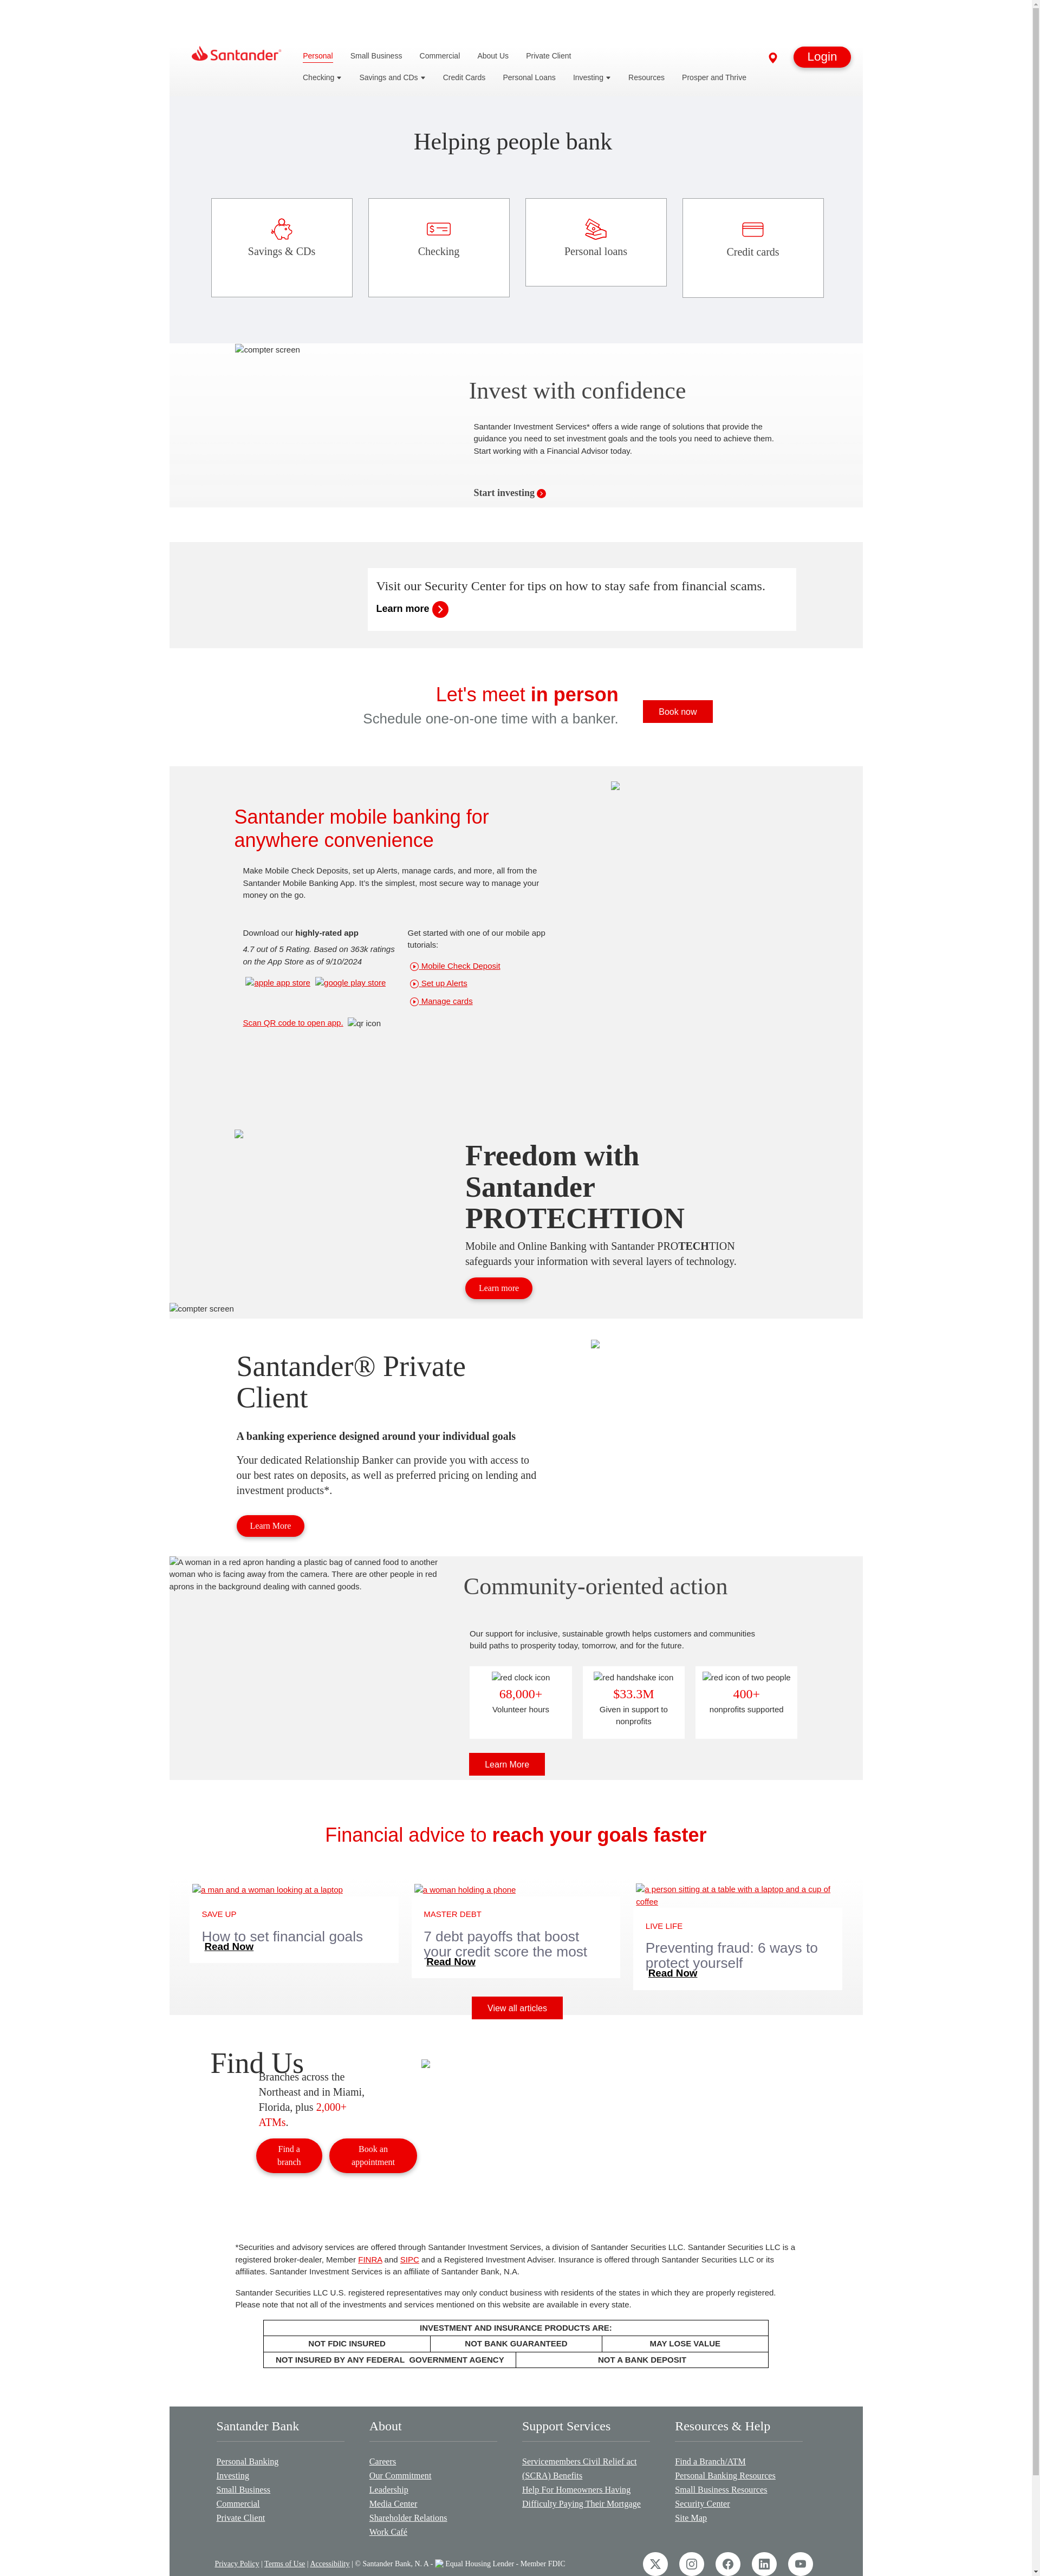 Santander
Personal
Small Business
Commercial
About Us
Private Client
Login
Checking
Savings and CDs
Credit Cards
Personal Loans
Investing
Resources
Prosper and Thrive
Helping people bank
Savings & CDs
Checking
Personal loans
Credit cards
compter screen
Invest with confidence
Santander Investment Services* offers a wide range of solutions that provide the
guidance you need to set investment goals and the tools you need to achieve them.
Start working with a Financial Advisor today.
Start investing
Visit our Security Center for tips on how to stay safe from financial scams.
Learn more
Let's meet in person
Schedule one-on-one time with a banker.
Book now
Santander mobile banking for
anywhere convenience
Make Mobile Check Deposits, set up Alerts, manage cards, and more, all from the
Santander Mobile Banking App. It's the simplest, most secure way to manage your
money on the go.
Download our highly-rated app
4.7 out of 5 Rating. Based on 363k ratings
on the App Store as of 9/10/2024
apple app store
google play store
Scan QR code to open app.
qr icon
Get started with one of our mobile app
tutorials:
Mobile Check Deposit
Set up Alerts
Manage cards
Freedom with
Santander
PROTECHTION
Mobile and Online Banking with Santander PROTECHTION
safeguards your information with several layers of technology.
Learn more
compter screen
Santander® Private
Client
A banking experience designed around your individual goals
Your dedicated Relationship Banker can provide you with access to
our best rates on deposits, as well as preferred pricing on lending and
investment products*.
Learn More
A woman in a red apron handing a plastic bag of canned food to another
woman who is facing away from the camera. There are other people in red
aprons in the background dealing with canned goods.
Community-oriented action
Our support for inclusive, sustainable growth helps customers and communities
build paths to prosperity today, tomorrow, and for the future.
red clock icon
68,000+
Volunteer hours
red handshake icon
$33.3M
Given in support to
nonprofits
red icon of two people
400+
nonprofits supported
Learn More
Financial advice to reach your goals faster
a man and a woman looking at a laptop
SAVE UP
How to set financial goals
Read Now
a woman holding a phone
MASTER DEBT
7 debt payoffs that boost
your credit score the most
Read Now
a person sitting at a table with a laptop and a cup of
coffee
LIVE LIFE
Preventing fraud: 6 ways to
protect yourself
Read Now
View all articles
Find Us
Branches across the
Northeast and in Miami,
Florida, plus 2,000+
ATMs.
Find a
branch
Book an
appointment
*Securities and advisory services are offered through Santander Investment Services, a division of Santander Securities LLC. Santander Securities LLC is a
registered broker-dealer, Member FINRA and SIPC and a Registered Investment Adviser. Insurance is offered through Santander Securities LLC or its
affiliates. Santander Investment Services is an affiliate of Santander Bank, N.A.
Santander Securities LLC U.S. registered representatives may only conduct business with residents of the states in which they are properly registered.
Please note that not all of the investments and services mentioned on this website are available in every state.
INVESTMENT AND INSURANCE PRODUCTS ARE:
NOT FDIC INSURED
NOT BANK GUARANTEED
MAY LOSE VALUE
NOT INSURED BY ANY FEDERAL GOVERNMENT AGENCY
NOT A BANK DEPOSIT
Santander Bank
Personal Banking
Investing
Small Business
Commercial
Private Client
About
Careers
Our Commitment
Leadership
Media Center
Shareholder Relations
Work Café
Support Services
Servicemembers Civil Relief act
(SCRA) Benefits
Help For Homeowners Having
Difficulty Paying Their Mortgage
Resources & Help
Find a Branch/ATM
Personal Banking Resources
Small Business Resources
Security Center
Site Map
Privacy Policy | Terms of Use | Accessibility | © Santander Bank, N. A - Equal Housing Lender - Member FDIC